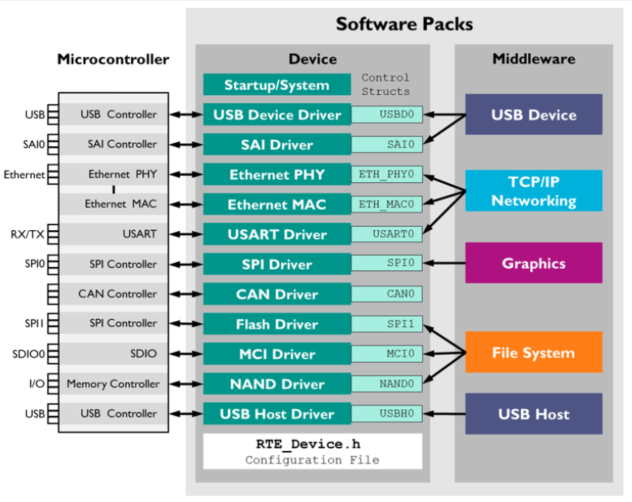 Software Packs
Microcontroller
Device
Middleware
Startup/System
Control
Structs
USB
USB Controller
USB Device Driver
USBD0
USB Device
SAI0
SAI Controller
SAI Driver
SAI0
Ethernet
Ethernet PHY
Ethernet PHY
ETH_PHY0
TCP/IP
Networking
Ethernet MAC
Ethernet MAC
ETH_MAC0
RX/TX
USART
USART Driver
USART0
SPI0
SPI Controller
SPI Driver
SPI0
Graphics
CAN Controller
CAN Driver
CAN0
SPI1
SPI Controller
Flash Driver
SPI1
SDIO0
SDIO
MCI Driver
MCI0
File System
I/O
Memory Controller
NAND Driver
NAND0
USB
USB Controller
USB Host Driver
USBH0
USB Host
RTE_Device.h
Configuration File